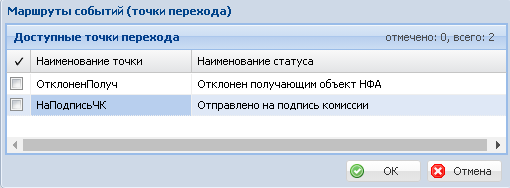 Маршруты событий (точки перехода)
Доступные точки перехода отмечено: 0, всего: 2
Наименование точки Наименование статуса
ОтклоненПолуч Отклонен получающим объект НФА
НаПодписьЧК Отправлено на подпись комиссии
ОК Отмена